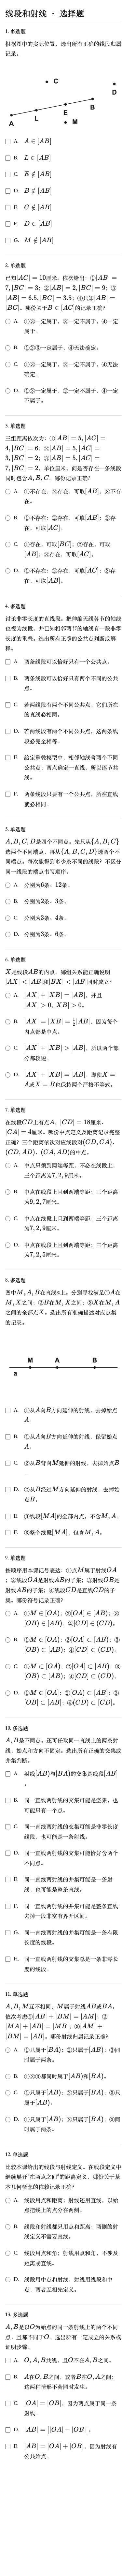 线段和射线 · 选择题
1. 多选题
根据图中的实际位置，选出所有正确的线段归属
记录。
C
D
B
E
L
M
A
A. A ∈ [AB]
B. L ∈ [AB]
C. E ∉ [AB]
D. B ∉ [AB]
E. C ∉ [AB]
F. D ∈ [AB]
G. M ∉ [AB]
2. 单选题
已知|AC| = 10厘米。依次给出：①|AB| =
7, |BC| = 3；②|AB| = 2, |BC| = 9；③
|AB| = 6.5, |BC| = 3.5；④只知|AB| =
|BC|。哪份关于B ∈ [AC]的记录正确？
A. ①③一定属于，②一定不属于，④一定
属于。
B. ①②③一定属于，④无法确定。
C. ①③一定属于，②一定不属于，④无法
确定。
D. ①③一定属于，②一定不属于，④一定
不属于。
3. 单选题
三组距离依次为：①|AB| = 5, |AC| =
4, |BC| = 6；②|AB| = 5, |AC| =
3, |BC| = 2；③|AB| = 5, |AC| =
7, |BC| = 2。单位厘米。问是否存在一条线段
同时包含A, B, C。哪份记录正确？
A. ①不存在；②存在，可取[AB]；③不存
在。
B. ①不存在；②存在，可取[AB]；③存
在，可取[AC]。
C. ①存在，可取[BC]；②存在，可取
[AB]；③存在，可取[AC]。
D. ①不存在；②存在，可取[AC]；③存
在，可取[AB]。
4. 多选题
讨论非零长度的直线段。把伸缩天线各节的轴线
也视为线段，并已知相邻两节的轴线有一段非零
长度的重叠。选出所有正确的公共点判断或解
释。
A. 两条线段可以恰好只有一个公共点。
B. 两条线段可以恰好只有两个不同的公共
点。
C. 若两线段有两个不同公共点，它们所在
的直线必相同。
D. 若两线段有两个不同公共点，这两条线
段必完全相等。
E. 给定重叠模型中，相邻轴线含两个不同
公共点；两点确定一直线，所以逐节共
线。
F. 两条线段只要有一个公共点，所在直线
就必相同。
5. 单选题
A, B, C, D是四个不同点。先只从{A, B, C}
选两个不同端点，再从{A, B, C, D}选两个不
同端点，每次能得到多少条不同的线段？不区分
同一线段的端点书写顺序。
A. 分别为6条、12条。
B. 分别为2条、3条。
C. 分别为3条、4条。
D. 分别为3条、6条。
6. 单选题
X是线段AB的内点。哪组关系能正确说明
|AX| < |AB|和|BX| < |AB|同时成立？
A. |AX| + |XB| = |AB|，并且
|AX| > 0, |XB| > 0。
B. |AX| = |XB| = ½|AB|，因为每个
内点都是中点。
C. |AX| + |XB| > |AB|，所以两个部
分都较短。
D. |AX| + |XB| = |AB|，即使X =
A或X = B也保持两个严格不等式。
7. 单选题
在线段CD上有点A，|CD| = 18厘米，
|CA| = 4厘米。哪份中点定义及距离记录完整
正确？三个距离依次对应线段对(CD, CA)、
(CD, AD)、(CA, AD)的中点。
A. 中点只须到两端等距，不必在线段上；
三个距离为7, 2, 9厘米。
B. 中点在线段上且到两端等距；三个距离
为9, 2, 7厘米。
C. 中点在线段上且到两端等距；三个距离
为7, 2, 9厘米。
D. 中点在线段上且到两端等距；三个距离
为7, 2, 5厘米。
8. 多选题
图中M, A, B在直线a上，分别寻找满足①A在
M, X之间；②B在M, X之间；③X在M, A
之间的全部点X。选出所有准确描述对应点集
的记录。
M
A
B
a
A. ①从A向B方向延伸的射线，去掉始点
A。
B. ①从A向B方向延伸的射线，保留始点
A。
C. ②从B背向M延伸的射线，去掉始点B
。
D. ②从B经过M方向延伸的射线，去掉始
点B。
E. ③线段[MA]的全部内点，不含M, A。
F. ③整个线段[MA]，包含M, A。
9. 单选题
按顺序用本课记号表达：①点M属于射线OA
；②线段OA是射线AB的子集；③射线OB是
射线AB的子集；④线段CD是直线CD的子
集。哪份符号记录正确？
A. ①M ∈ [OA)；②[OA] ∈ [AB)；③
[OB) ∈ [AB)；④[CD] ∈ (CD)。
B. ①M ∈ [OA)；②[OA] ⊂ [AB)；③
[OB) ⊂ [AB)；④[CD] ⊂ (CD)。
C. ①M ⊂ [OA)；②[OA] ⊂ [AB)；③
[OB) ⊂ [AB)；④[CD] ⊂ (CD)。
D. ①M ∈ [OA]；②[OA) ⊂ [AB)；③
[OB] ⊂ [AB]；④(CD) ⊂ [CD]。
10. 多选题
A, B是不同点。还可任取同一直线上的两条射
线，始点和方向不固定。选出所有正确的交集或
并集判断。
A. 射线[AB)与[BA)的交集是线段[AB]
。
B. 同一直线两射线的交集可能是空集，也
可能只有一个点。
C. 同一直线两射线的交集可能是非零长度
线段，也可能是一条射线。
D. 同一直线两射线的交集可能恰好含两个
不同点。
E. 同一直线两射线的并集可能是一条射
线，也可能是整条直线。
F. 同一直线两射线的并集可能是整条直线
去掉一段非空有界开区间。
G. 同一直线两射线的并集可能是一条有限
长度的线段。
H. 同一直线两射线的交集总是一条非零长
度的线段。
11. 单选题
A, B, M互不相同，M属于射线AB或BA。
依次考虑①|AB| + |BM| = |AM|；②
|MA| + |AB| = |MB|；③|AM| +
|BM| = |AB|。哪份射线归属记录正确？
A. ①只属于[AB)；②只属于[BA)；③同
时属于两条。
B. ①②③都同时属于[AB)和[BA)。
C. ①只属于[AB)；②只属于[BA)；③只
属于[AB)。
D. ①只属于[BA)；②只属于[AB)；③同
时属于两条。
12. 单选题
比较本课给出的线段与射线定义。在线段定义中
继续展开“在两点之间”的距离定义。哪份关于基
本几何概念的依赖记录正确？
A. 线段用点和距离；射线还用直线，以始
点把线上的点分在两侧。
B. 线段和射线都只用点和距离；两侧的射
线定义不需要直线。
C. 线段用点和角；射线用点和角，不涉及
距离或直线。
D. 线段用中点和射线；射线用线段和中
点，两者互相先定义。
13. 多选题
A, B是以O为始点的同一条射线上的两个不同
点，且都不同于O。选出所有一定成立的关系或
证明步骤。
A. O, A, B共线，且O不在A, B之间。
B. A在O, B之间，或者B在O, A之间；
这两种情形不会同时发生。
C. |OA| = |OB|，因为两点属于同一条
射线。
D. |AB| = ||OA| − |OB||。
E. |AB| = |OA| + |OB|，因为射线有
公共始点。